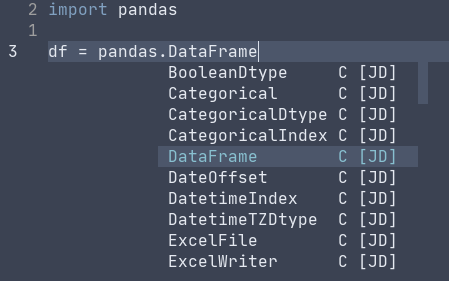 2 import pandas
1
3 df = pandas.DataFrame
BooleanDtype C [JD]
Categorical C [JD]
CategoricalDtype C [JD]
CategoricalIndex C [JD]
DataFrame C [JD]
DateOffset C [JD]
DatetimeIndex C [JD]
DatetimeTZDtype C [JD]
ExcelFile C [JD]
ExcelWriter C [JD]